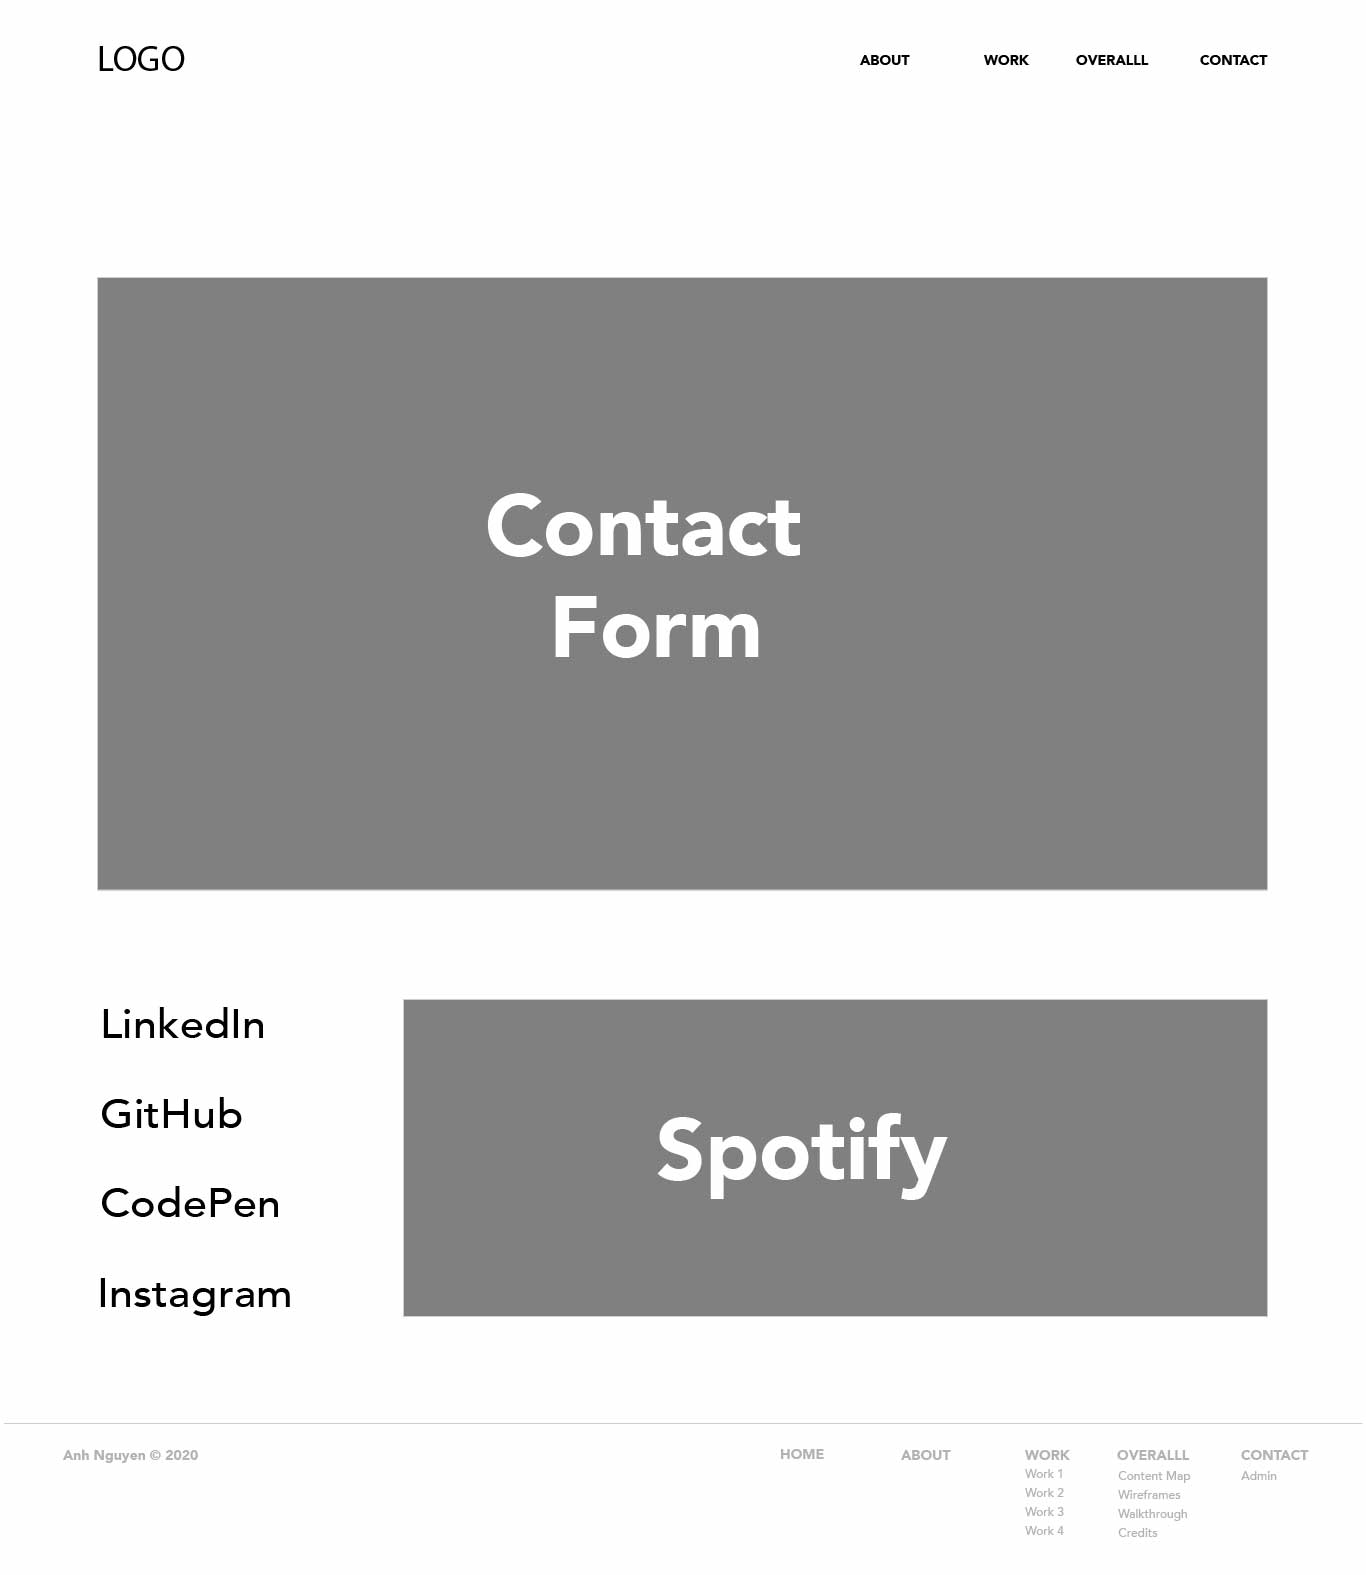 LOGO
ABOUT WORK OVERALLL CONTACT
Contact
Form
LinkedIn
GitHub
CodePen
Instagram
Spotify
Anh Nguyen © 2020
HOME
ABOUT
WORK
Work 1
Work 2
Work 3
Work 4
OVERALLL
Content Map
Wireframes
Walkthrough
Credits
CONTACT
Admin